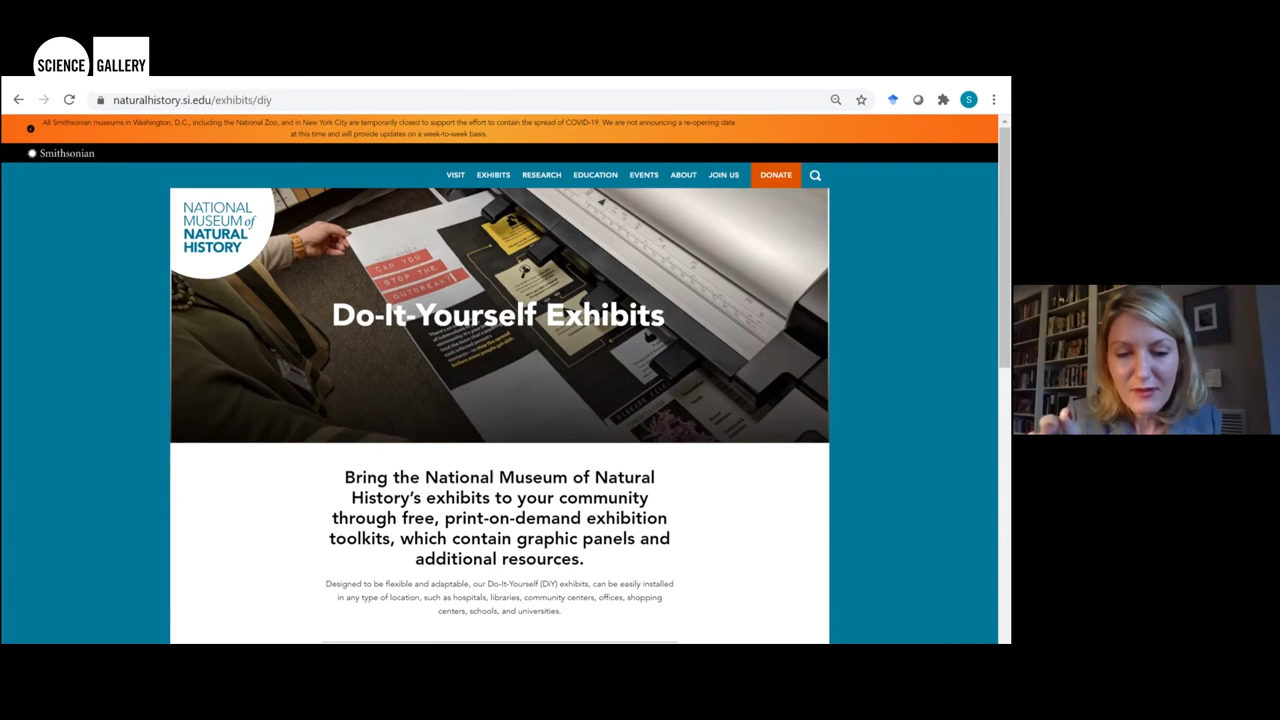 SCIENCE GALLERY
naturalhistory.si.edu/exhibits/diy
S
All Smithsonian museums in Washington, D.C., including the National Zoo, and in New York City are temporarily closed to support the effort to contain the spread of COVID-19. We are not announcing a re-opening date
at this time and will provide updates on a week-to-week basis.
Smithsonian
VISIT EXHIBITS RESEARCH EDUCATION EVENTS ABOUT JOIN US DONATE
NATIONAL
MUSEUM of
NATURAL
HISTORY
CAN YOU
STOP THE
OUTBREAK?
Do-It-Yourself Exhibits
Bring the National Museum of Natural
History's exhibits to your community
through free, print-on-demand exhibition
toolkits, which contain graphic panels and
additional resources.
Designed to be flexible and adaptable, our Do-It-Yourself (DiY) exhibits, can be easily installed
in any type of location, such as hospitals, libraries, community centers, offices, shopping
centers, schools, and universities.